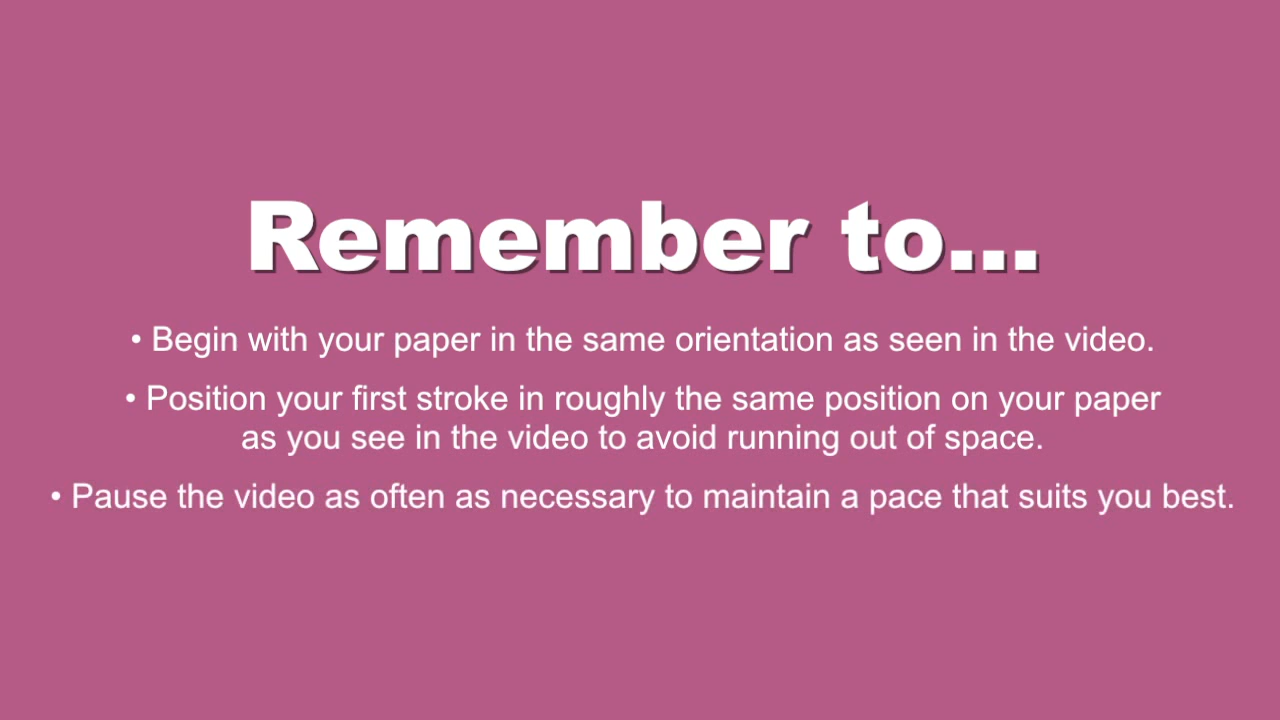 Remember to...
• Begin with your paper in the same orientation as seen in the video.
• Position your first stroke in roughly the same position on your paper
as you see in the video to avoid running out of space.
• Pause the video as often as necessary to maintain a pace that suits you best.